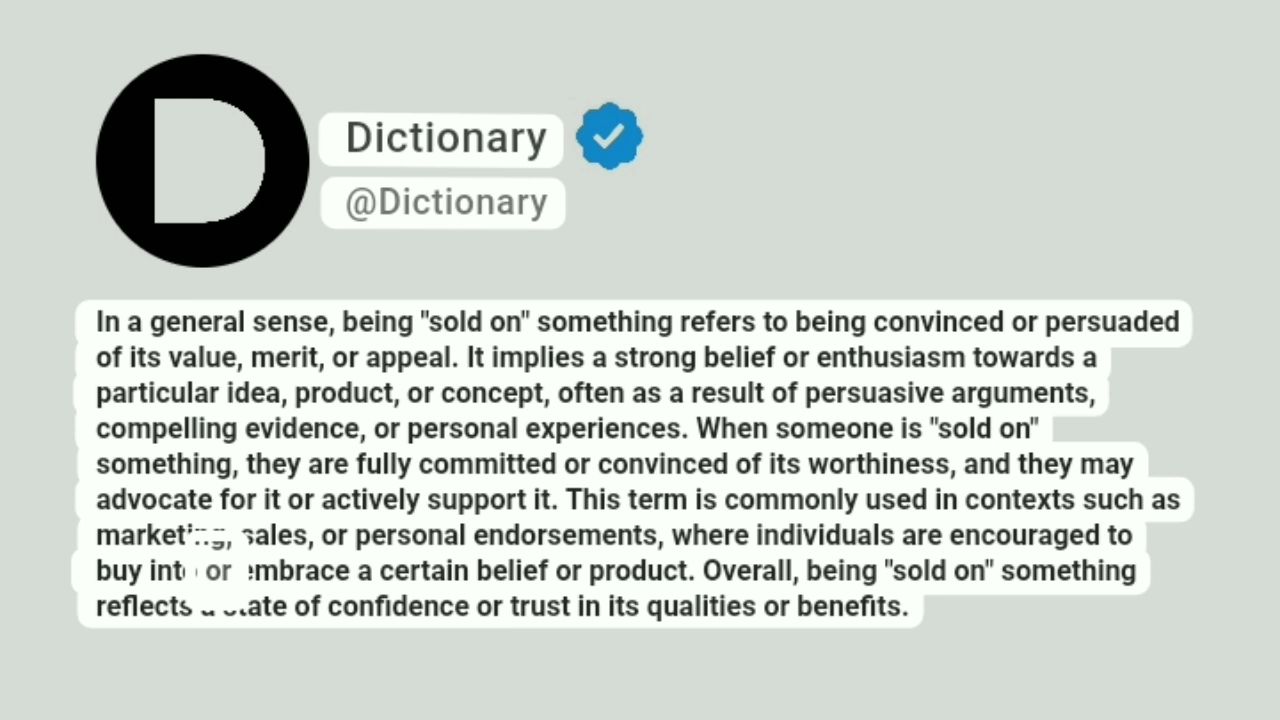 Dictionary
@Dictionary
In a general sense, being "sold on" something refers to being convinced or persuaded
of its value, merit, or appeal. It implies a strong belief or enthusiasm towards a
particular idea, product, or concept, often as a result of persuasive arguments,
compelling evidence, or personal experiences. When someone is "sold on"
something, they are fully committed or convinced of its worthiness, and they may
advocate for it or actively support it. This term is commonly used in contexts such as
marketing, sales, or personal endorsements, where individuals are encouraged to
buy into or embrace a certain belief or product. Overall, being "sold on" something
reflects a state of confidence or trust in its qualities or benefits.